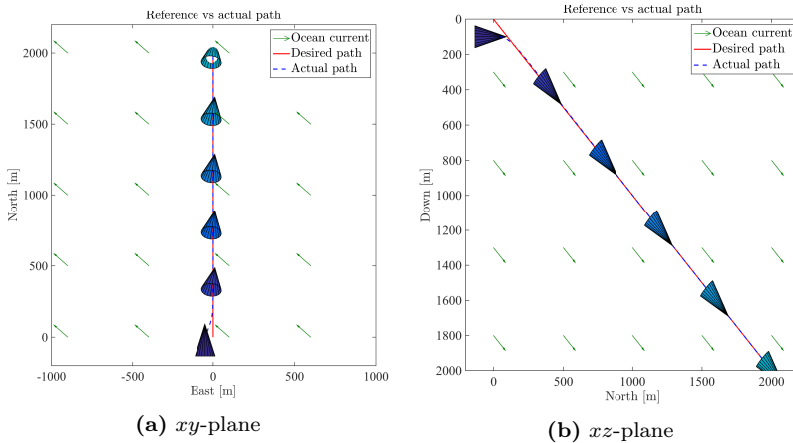 Reference vs actual path
Ocean current
Desired path
Actual path
2000
1500
1000
500
0
North [m]
-1000
-500
0
500
1000
East [m]
(a) xy-plane
Reference vs actual path
Ocean current
Desired path
Actual path
0
200
400
600
800
1000
1200
1400
1600
1800
2000
Down [m]
0
500
1000
1500
2000
North [m]
(b) xz-plane